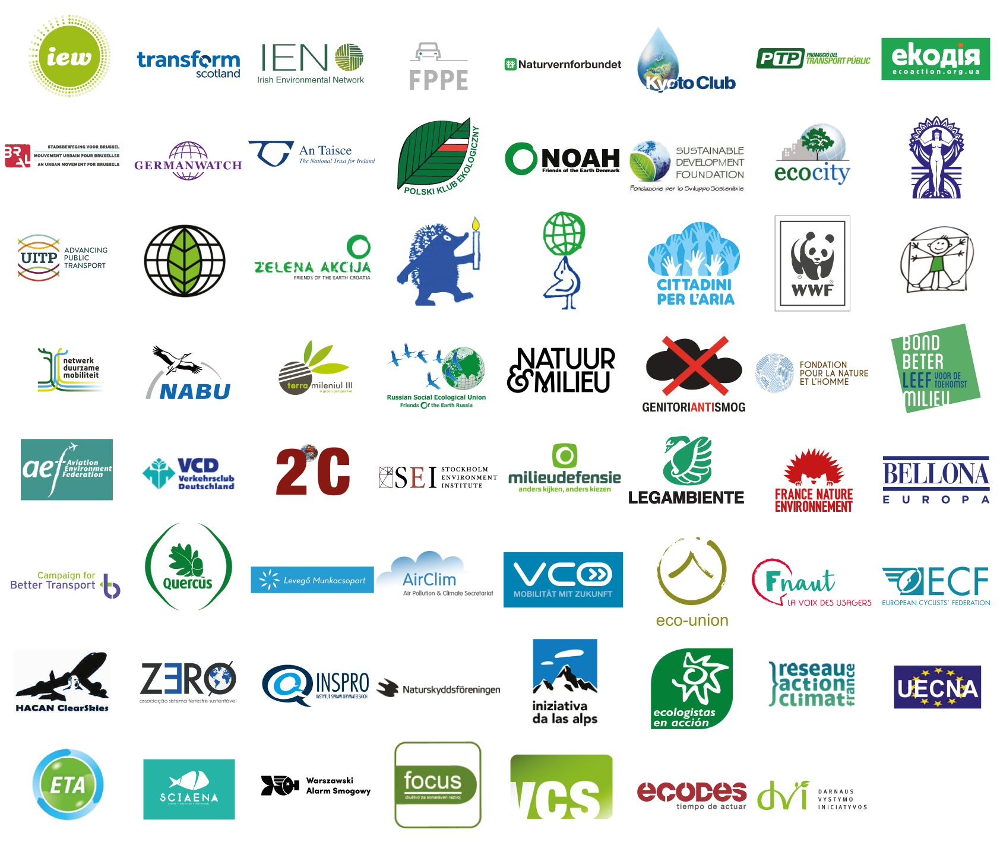 iew
transform
scotland
IEN
Irish Environmental Network
FPPE
Naturvernforbundet
Kyoto Club
PTP PROMOCIÓ DEL
TRANSPORT PÚBLIC
екодія
ecoaction.org.ua
BRAL
STADSBEWEGING VOOR BRUSSEL
MOUVEMENT URBAIN POUR BRUXELLES
AN URBAN MOVEMENT FOR BRUSSELS
GERMANWATCH
An Taisce
The National Trust for Ireland
POLSKI KLUB EKOLOGICZNY
NOAH
Friends of the Earth Denmark
SUSTAINABLE
DEVELOPMENT
FOUNDATION
Fondazione per lo Sviluppo Sostenibile
ecocity
UITP
ADVANCING
PUBLIC
TRANSPORT
ZELENA AKCIJA
FRIENDS OF THE EARTH CROATIA
CITTADINI
PER L'ARIA
© ®
WWF
netwerk
duurzame
mobiliteit
NABU
terra mileniul III
a green perspective
Russian Social Ecological Union
Friends Of the Earth Russia
NATUUR
&MILIEU
GENITORIANTISMOG
FONDATION
POUR LA NATURE
ET L'HOMME
BOND
BETER
LEEF VOOR DE
TOEKOMST
MILIEU
aef Aviation
Environment
Federation
VCD
Verkehrsclub
Deutschland
2°C
SEI
STOCKHOLM
ENVIRONMENT
INSTITUTE
milieudefensie
anders kijken, anders kiezen
LEGAMBIENTE
FRANCE NATURE
ENVIRONNEMENT
BELLONA
EUROPA
Campaign for
Better Transport b
Quercus
Levegő Munkacsoport
AirClim
Air Pollution & Climate Secretariat
VCO
MOBILITÄT MIT ZUKUNFT
eco-union
Fnaut
LA VOIX DES USAGERS
ECF
EUROPEAN CYCLISTS' FEDERATION
HACAN ClearSkies
ZERO
associação sistema terrestre sustentável
INSPRO
INSTYTUT SPRAW OBYWATELSKICH
Naturskyddsföreningen
iniziativa
da las alps
ecologistas
en acción
réseau
action
climat
france
UECNA
ETA
SCIAENA
Warszawski
Alarm Smogowy
focus
društvo za sonaraven razvoj
VCS
ecodes
tiempo de actuar
dvi
DARNAUS
VYSTYMO
INICIATYVOS